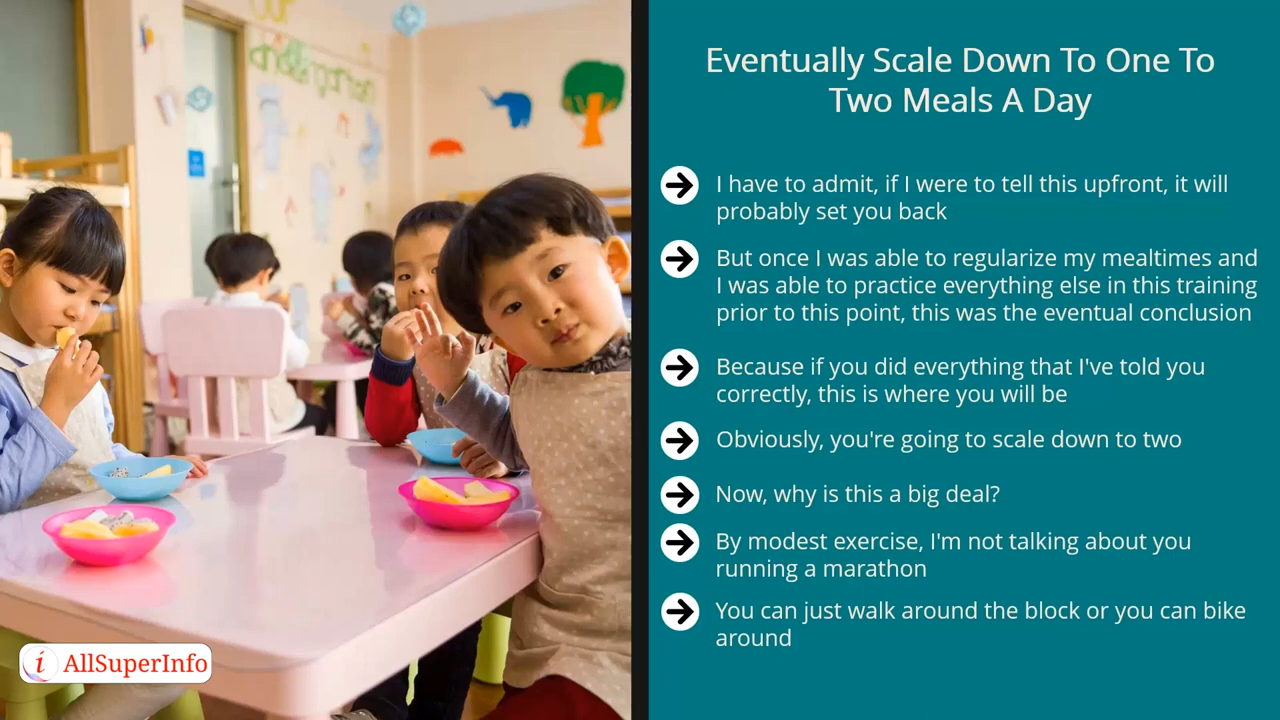 our
kindergarten
Eventually Scale Down To One To
Two Meals A Day
I have to admit, if I were to tell this upfront, it will
probably set you back
But once I was able to regularize my mealtimes and
I was able to practice everything else in this training
prior to this point, this was the eventual conclusion
Because if you did everything that I've told you
correctly, this is where you will be
Obviously, you're going to scale down to two
Now, why is this a big deal?
By modest exercise, I'm not talking about you
running a marathon
You can just walk around the block or you can bike
around
i AllSuperInfo